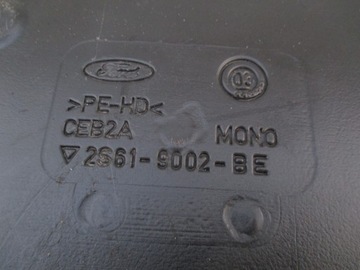 Ford
03
>PE-HD<
CEB2A MONO
2S61-9002-BE